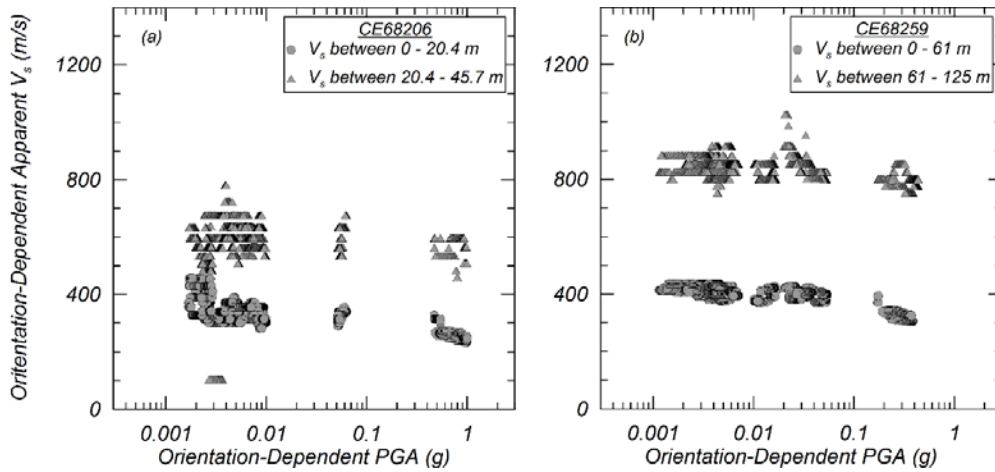 Oritentation-Dependent Apparent Vs (m/s)
(a)
CE68206
Vs between 0 - 20.4 m
Vs between 20.4 - 45.7 m
1200
800
400
0
0.001 0.01 0.1 1
Orientation-Dependent PGA (g)
(b)
CE68259
Vs between 0 - 61 m
Vs between 61 - 125 m
1200
800
400
0
0.001 0.01 0.1 1
Orientation-Dependent PGA (g)